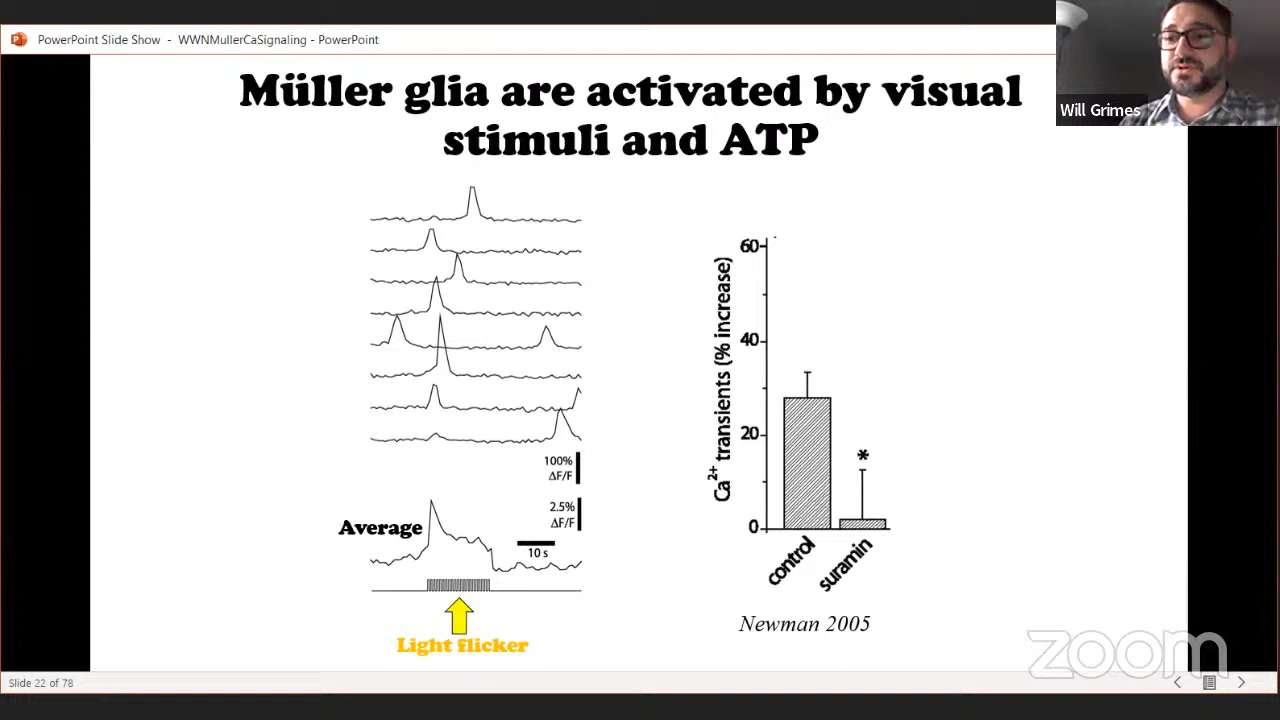 PowerPoint Slide Show - WWNMullerCaSignaling - PowerPoint
Will Grimes
Müller glia are activated by visual
stimuli and ATP
100%
ΔF/F
2.5%
ΔF/F
Average
10 s
Light flicker
Ca2+ transients (% increase)
60
40
20
0
*
control
suramin
Newman 2005
zoom
Slide 22 of 78